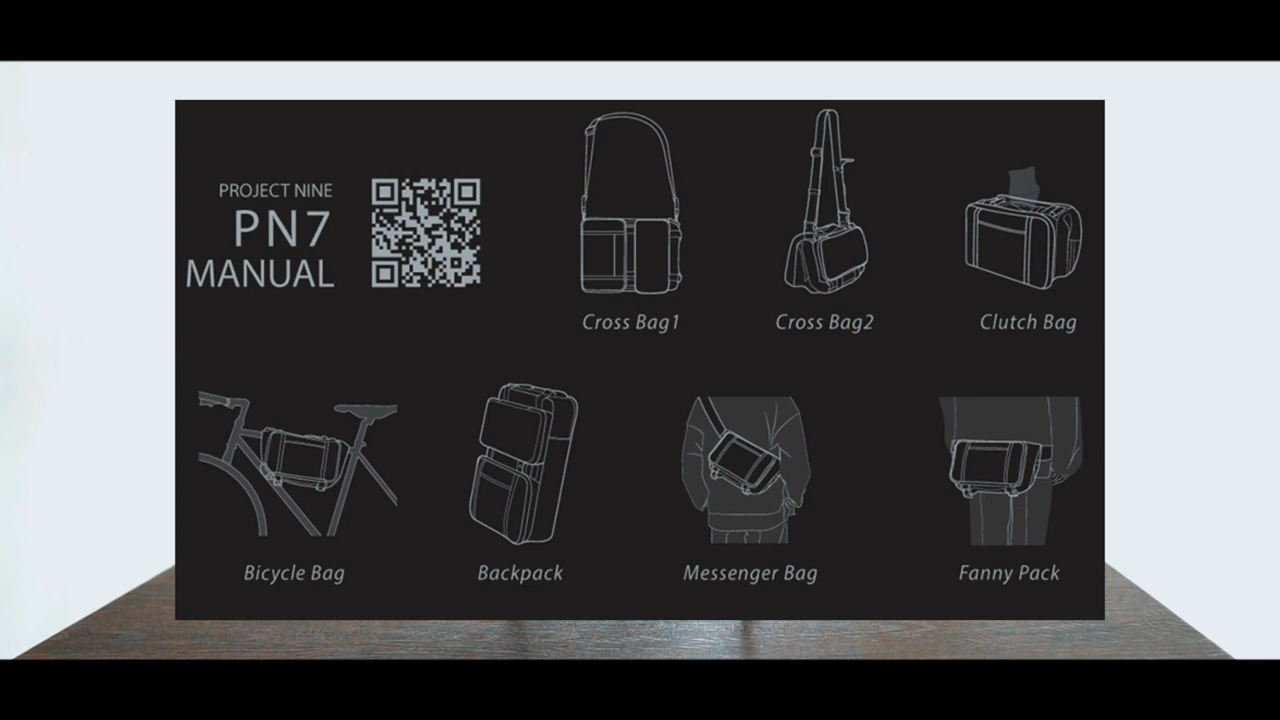 PROJECT NINE
PN7
MANUAL
Cross Bag1
Cross Bag2
Clutch Bag
Bicycle Bag
Backpack
Messenger Bag
Fanny Pack